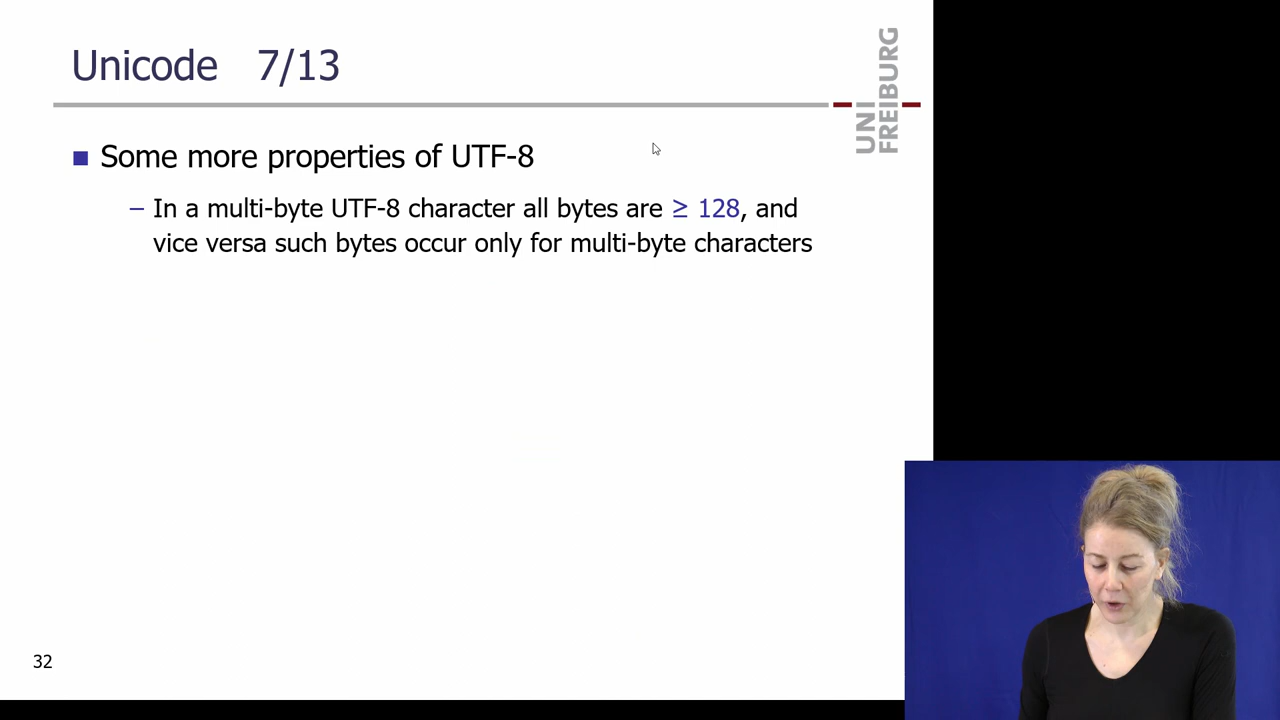 Unicode 7/13
UNI
FREIBURG
■ Some more properties of UTF-8
– In a multi-byte UTF-8 character all bytes are ≥ 128, and
vice versa such bytes occur only for multi-byte characters
32